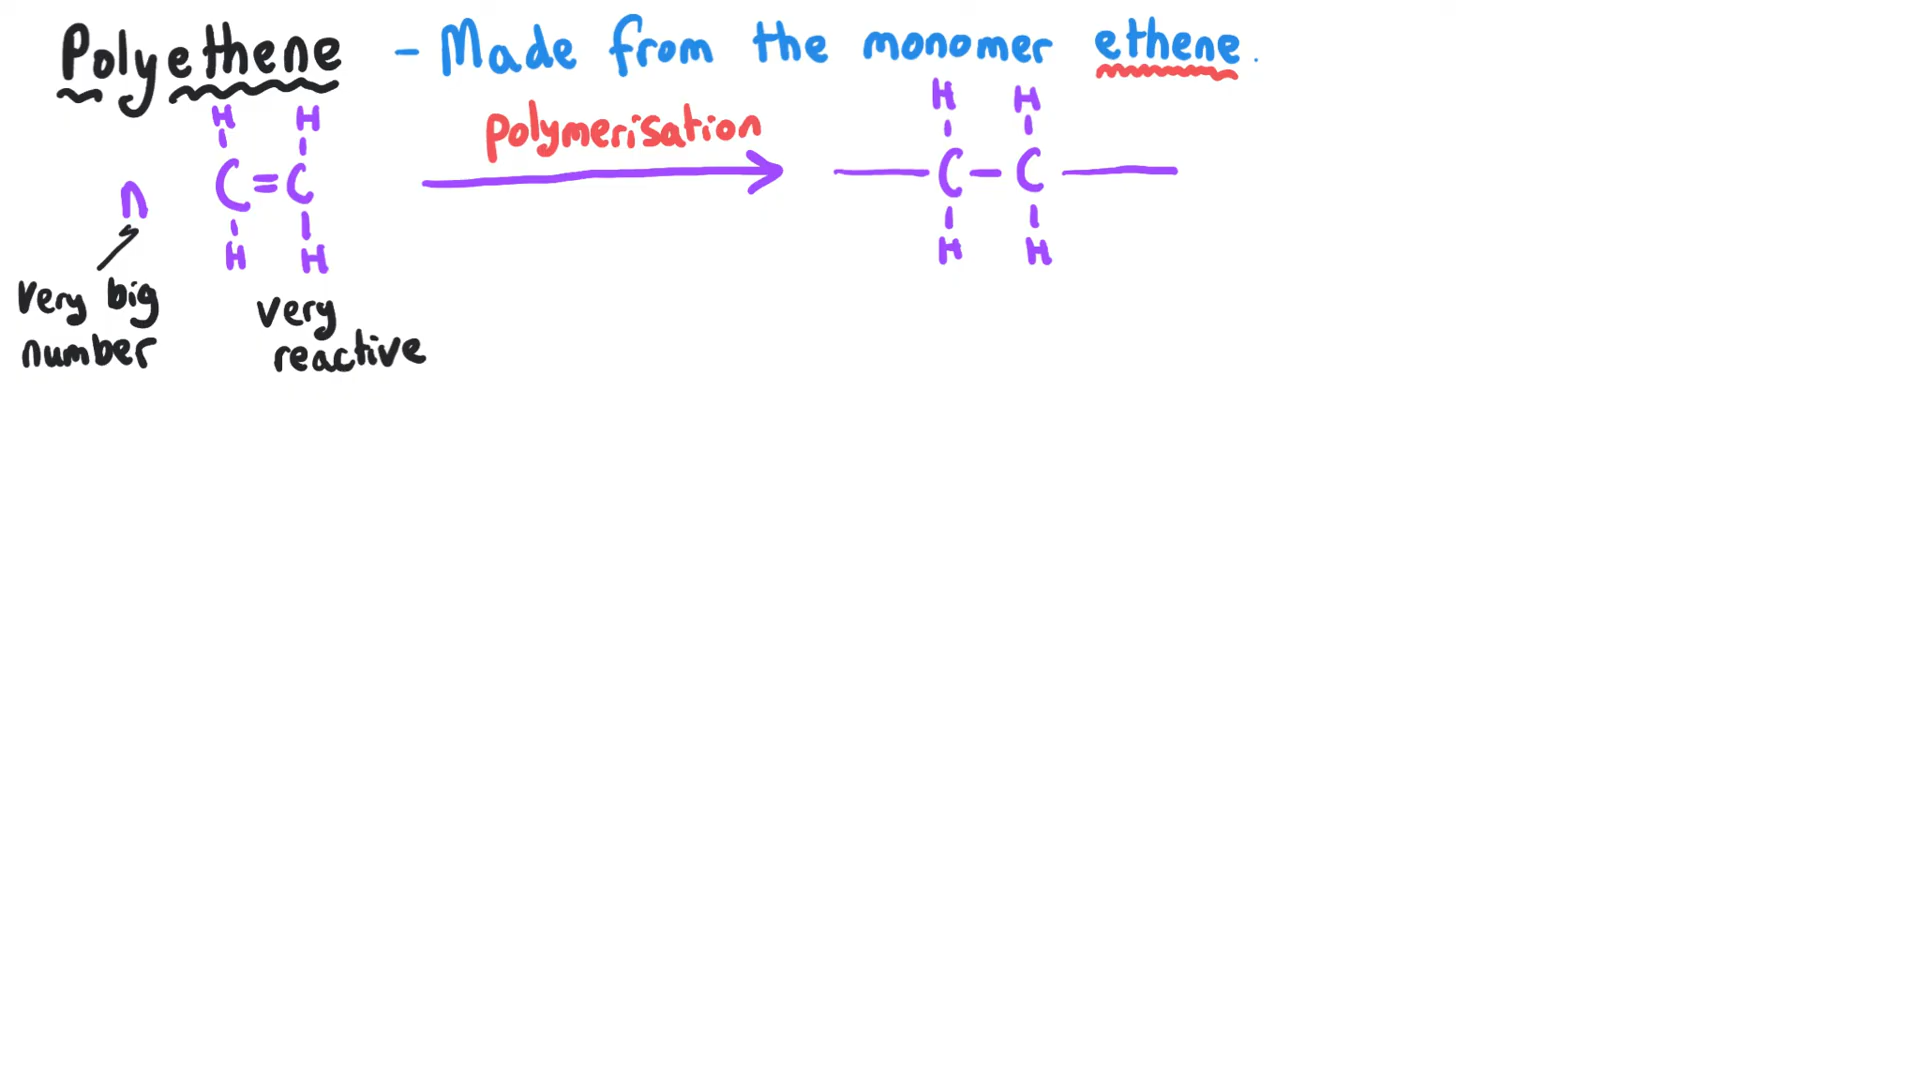 Polyethene - Made from the monomer ethene.
polymerisation
H H
H H
n C=C
C-C
H H
H H
very big number
very reactive